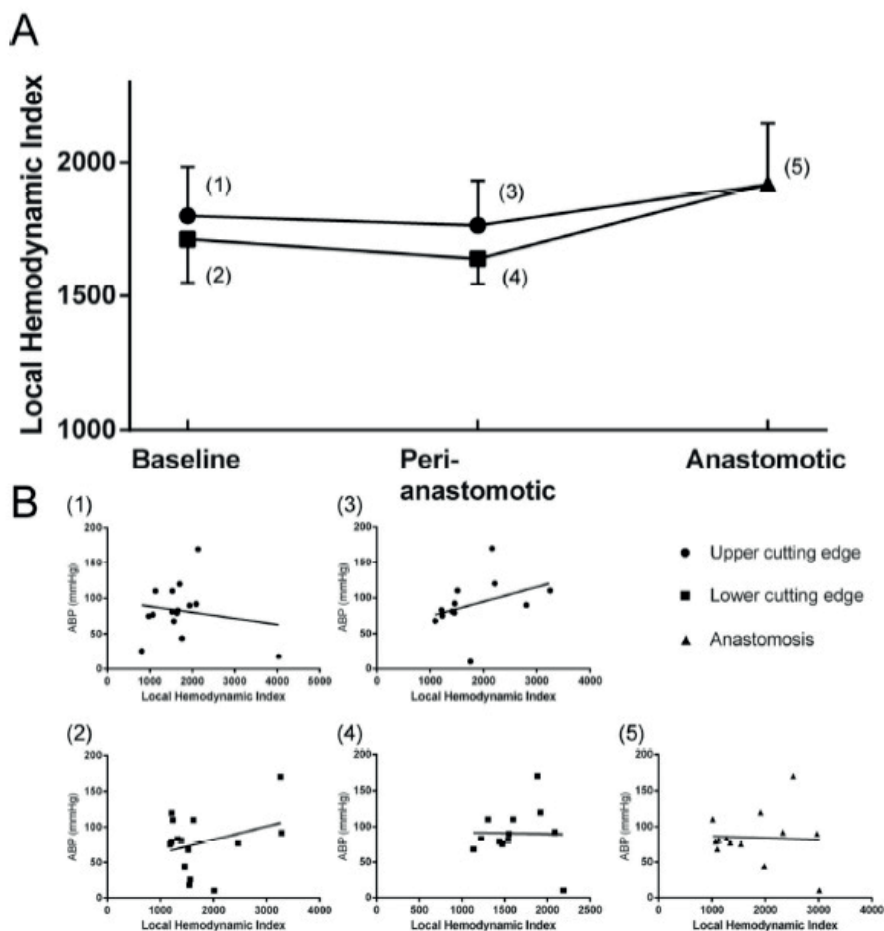 A
Local Hemodynamic Index
2000
1500
1000
(1)
(2)
(3)
(4)
(5)
Baseline
Peri-
anastomotic
Anastomotic
B
(1)
ABP (mmHg)
200
150
100
50
0
0 1000 2000 3000 4000 5000
Local Hemodynamic Index
(3)
ABP (mmHg)
200
150
100
50
0
0 1000 2000 3000 4000
Local Hemodynamic Index
Upper cutting edge
Lower cutting edge
Anastomosis
(2)
ABP (mmHg)
200
150
100
50
0
0 1000 2000 3000 4000
Local Hemodynamic Index
(4)
ABP (mmHg)
200
150
100
50
0
0 500 1000 1500 2000 2500
Local Hemodynamic Index
(5)
ABP (mmHg)
200
150
100
50
0
0 1000 2000 3000 4000
Local Hemodynamic Index